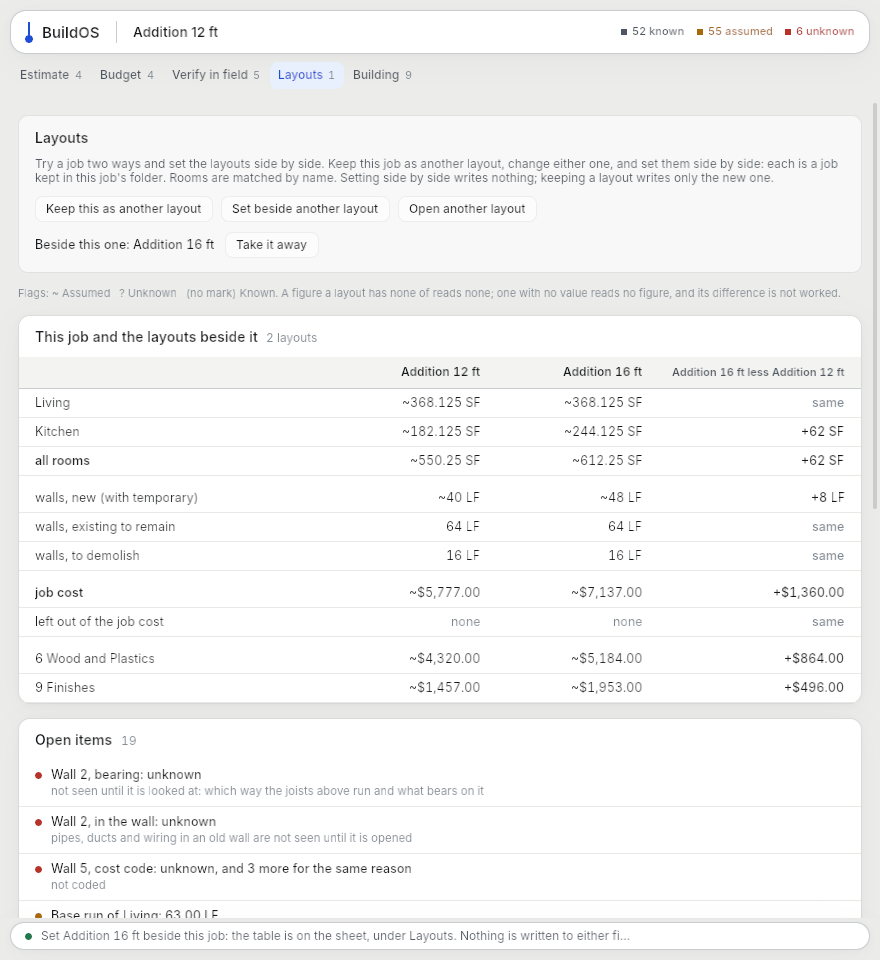 BuildOS
Addition 12 ft
52 known 55 assumed 6 unknown
Estimate 4 Budget 4 Verify in field 5 Layouts 1 Building 9
Layouts
Try a job two ways and set the layouts side by side. Keep this job as another layout, change either one, and set them side by side: each is a job
kept in this job's folder. Rooms are matched by name. Setting side by side writes nothing; keeping a layout writes only the new one.
Keep this as another layout Set beside another layout Open another layout
Beside this one: Addition 16 ft Take it away
Flags: ~ Assumed ? Unknown (no mark) Known. A figure a layout has none of reads none; one with no value reads no figure, and its difference is not worked.
This job and the layouts beside it 2 layouts
Addition 12 ft Addition 16 ft Addition 16 ft less Addition 12 ft
Living ~368.125 SF ~368.125 SF same
Kitchen ~182.125 SF ~244.125 SF +62 SF
all rooms ~550.25 SF ~612.25 SF +62 SF
walls, new (with temporary) ~40 LF ~48 LF +8 LF
walls, existing to remain 64 LF 64 LF same
walls, to demolish 16 LF 16 LF same
job cost ~$5,777.00 ~$7,137.00 +$1,360.00
left out of the job cost none none same
6 Wood and Plastics ~$4,320.00 ~$5,184.00 +$864.00
9 Finishes ~$1,457.00 ~$1,953.00 +$496.00
Open items 19
Wall 2, bearing: unknown
not seen until it is looked at: which way the joists above run and what bears on it
Wall 2, in the wall: unknown
pipes, ducts and wiring in an old wall are not seen until it is opened
Wall 5, cost code: unknown, and 3 more for the same reason
not coded
Base run of Living: 63.00 LF
Set Addition 16 ft beside this job: the table is on the sheet, under Layouts. Nothing is written to either fi...